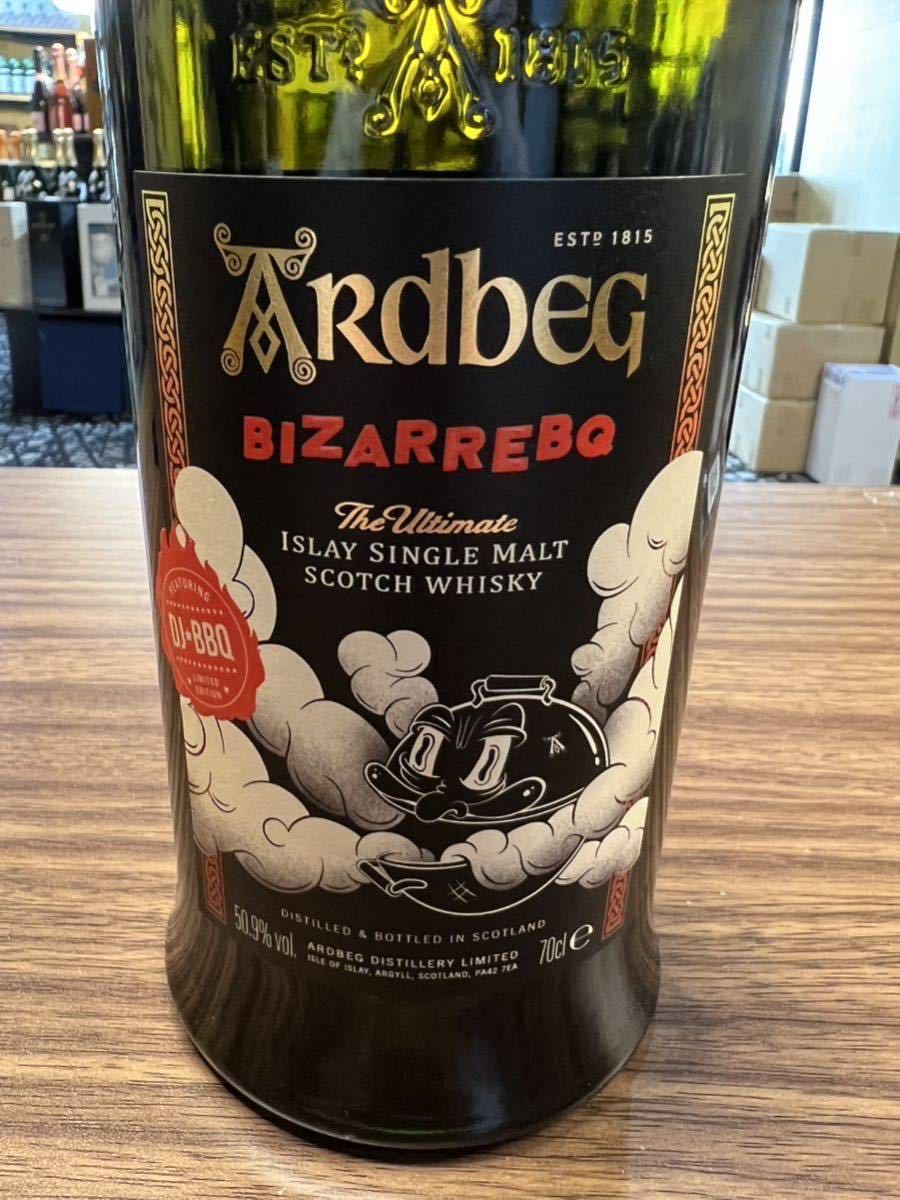 ESTD 1815
ESTD 1815
ARDBEG
BIZARREBQ
The Ultimate
ISLAY SINGLE MALT
SCOTCH WHISKY
FEATURING
DJ★BBQ
LIMITED
EDITION
DISTILLED & BOTTLED IN SCOTLAND
50.9% vol.
ARDBEG DISTILLERY LIMITED
ISLE OF ISLAY, ARGYLL, SCOTLAND, PA42 7EA
70cl e